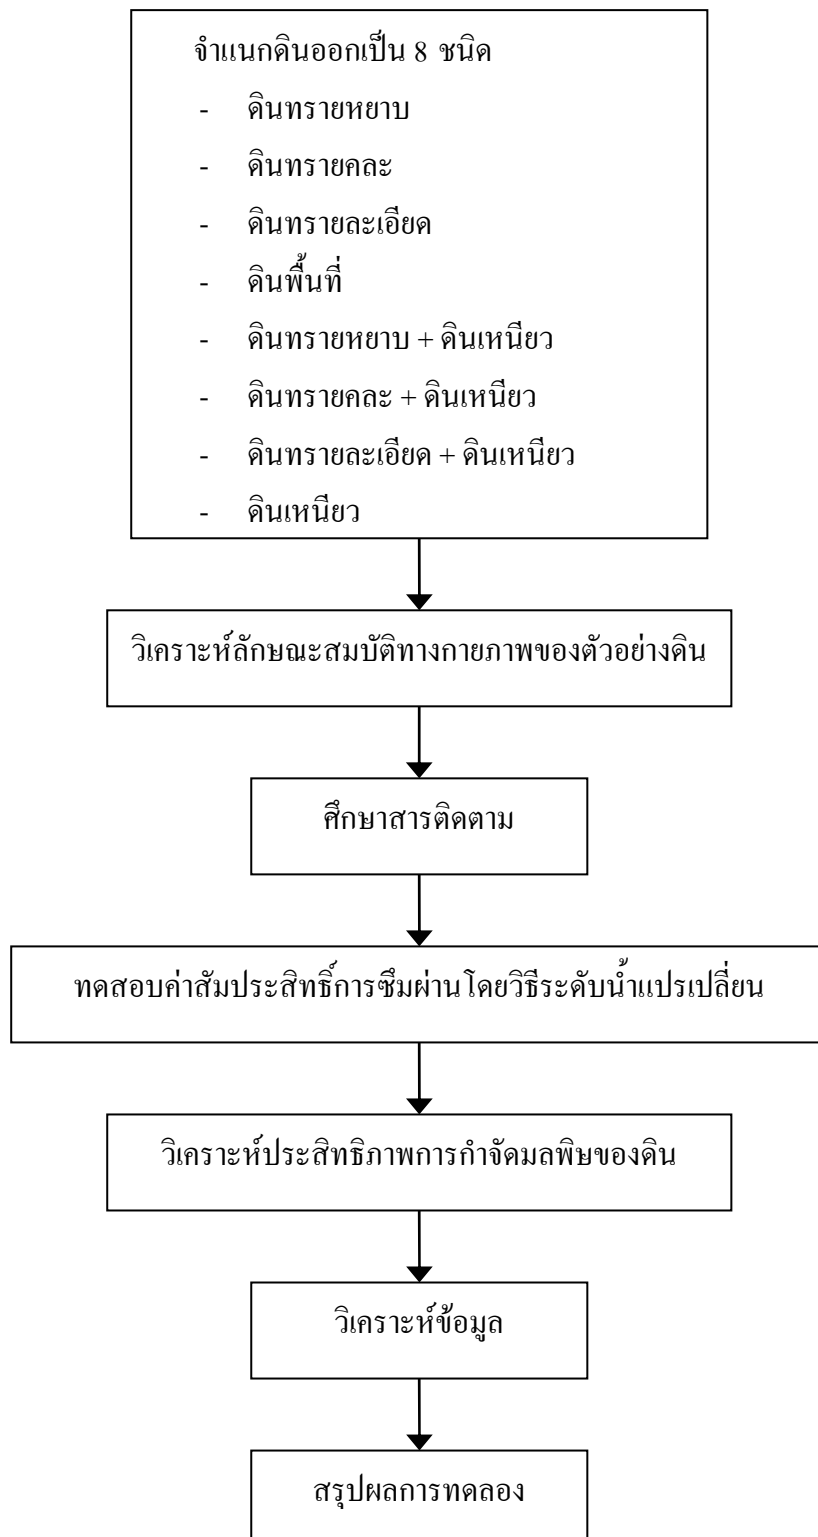 จำแนกดินออกเป็น 8 ชนิด
- ดินทรายหยาบ
- ดินทรายคละ
- ดินทรายละเอียด
- ดินพื้นที่
- ดินทรายหยาบ + ดินเหนียว
- ดินทรายคละ + ดินเหนียว
- ดินทรายละเอียด + ดินเหนียว
- ดินเหนียว
วิเคราะห์ลักษณะสมบัติทางกายภาพของตัวอย่างดิน
ศึกษาสารติดตาม
ทดสอบค่าสัมประสิทธิ์การซึมผ่านโดยวิธีระดับน้ำแปรเปลี่ยน
วิเคราะห์ประสิทธิภาพการกำจัดมลพิษของดิน
วิเคราะห์ข้อมูล
สรุปผลการทดลอง